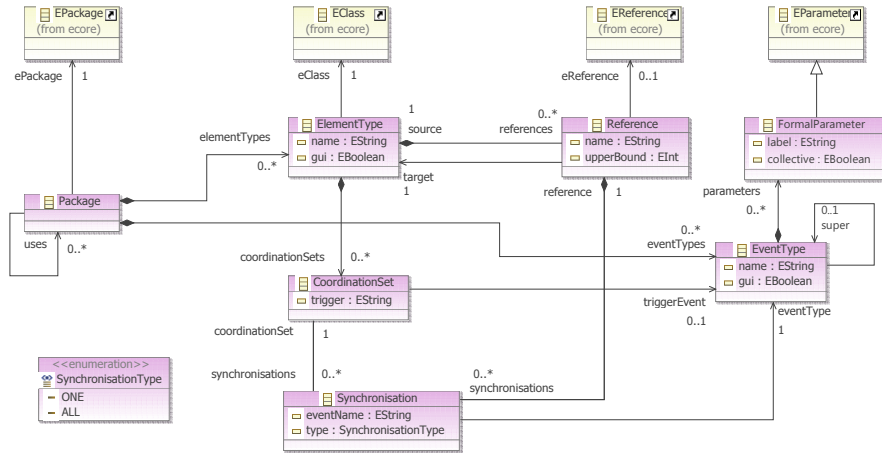 EPackage
(from ecore)
EClass
(from ecore)
EReference
(from ecore)
EParameter
(from ecore)
ePackage
1
eClass
1
eReference
0..1
ElementType
name : EString
gui : EBoolean
1
source
0..*
references
Reference
name : EString
upperBound : EInt
FormalParameter
label : EString
collective : EBoolean
elementTypes
0..*
target
1
reference
1
parameters
0..*
Package
uses
0..*
0..1
super
0..*
eventTypes
EventType
name : EString
gui : EBoolean
coordinationSets
0..*
CoordinationSet
trigger : EString
triggerEvent
0..1
eventType
1
coordinationSet
1
synchronisations
0..*
0..*
synchronisations
<<enumeration>>
SynchronisationType
ONE
ALL
Synchronisation
eventName : EString
type : SynchronisationType